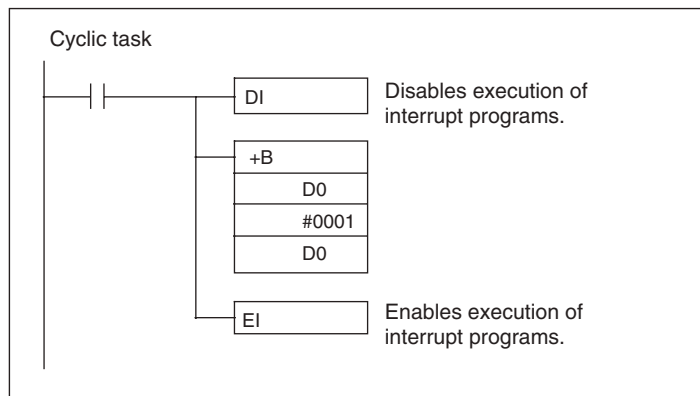 Cyclic task
DI
Disables execution of
interrupt programs.
+B
D0
#0001
D0
EI
Enables execution of
interrupt programs.